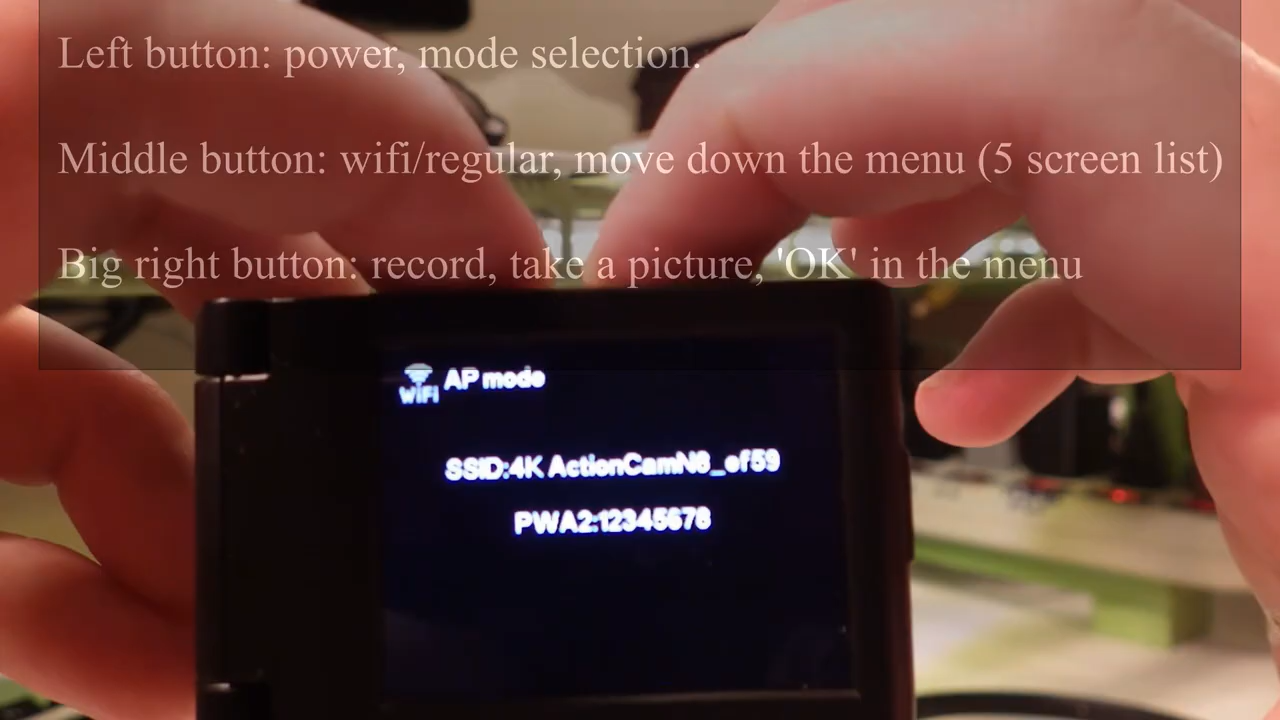 Left button: power, mode selection.
Middle button: wifi/regular, move down the menu (5 screen list)
Big right button: record, take a picture, 'OK' in the menu
WiFi AP mode
SSID:4K ActionCamN8_ef59
PWA2:12345678